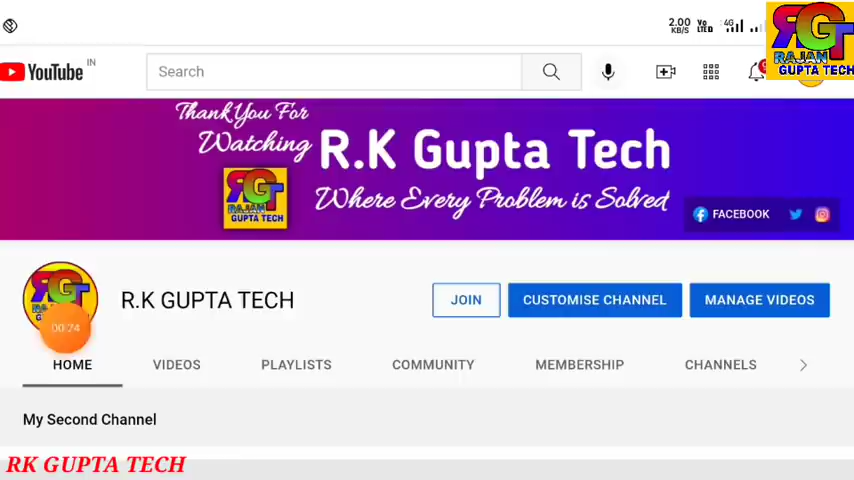 2.00 KB/S
Vo LTED
4G
RGT
RAJAN
GUPTA TECH
YouTube IN
Search
Thank You For
Watching
R.K Gupta Tech
Where Every Problem is Solved
RGT
RAJAN
GUPTA TECH
FACEBOOK
R.K GUPTA TECH
JOIN
CUSTOMISE CHANNEL
MANAGE VIDEOS
00:24
HOME
VIDEOS
PLAYLISTS
COMMUNITY
MEMBERSHIP
CHANNELS
My Second Channel
RK GUPTA TECH